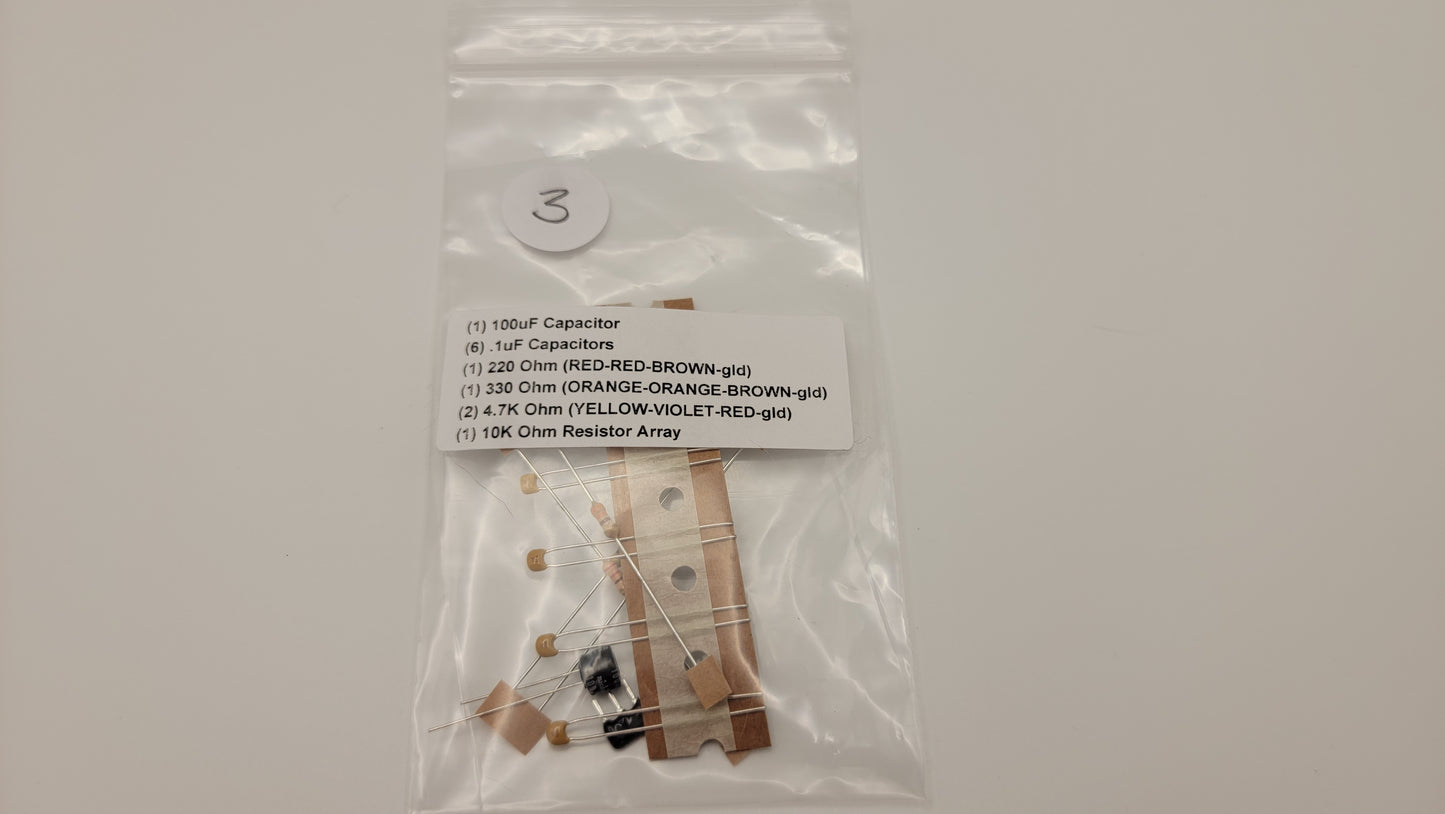 3
(1) 100uF Capacitor
(6) .1uF Capacitors
(1) 220 Ohm (RED-RED-BROWN-gld)
(1) 330 Ohm (ORANGE-ORANGE-BROWN-gld)
(2) 4.7K Ohm (YELLOW-VIOLET-RED-gld)
(1) 10K Ohm Resistor Array